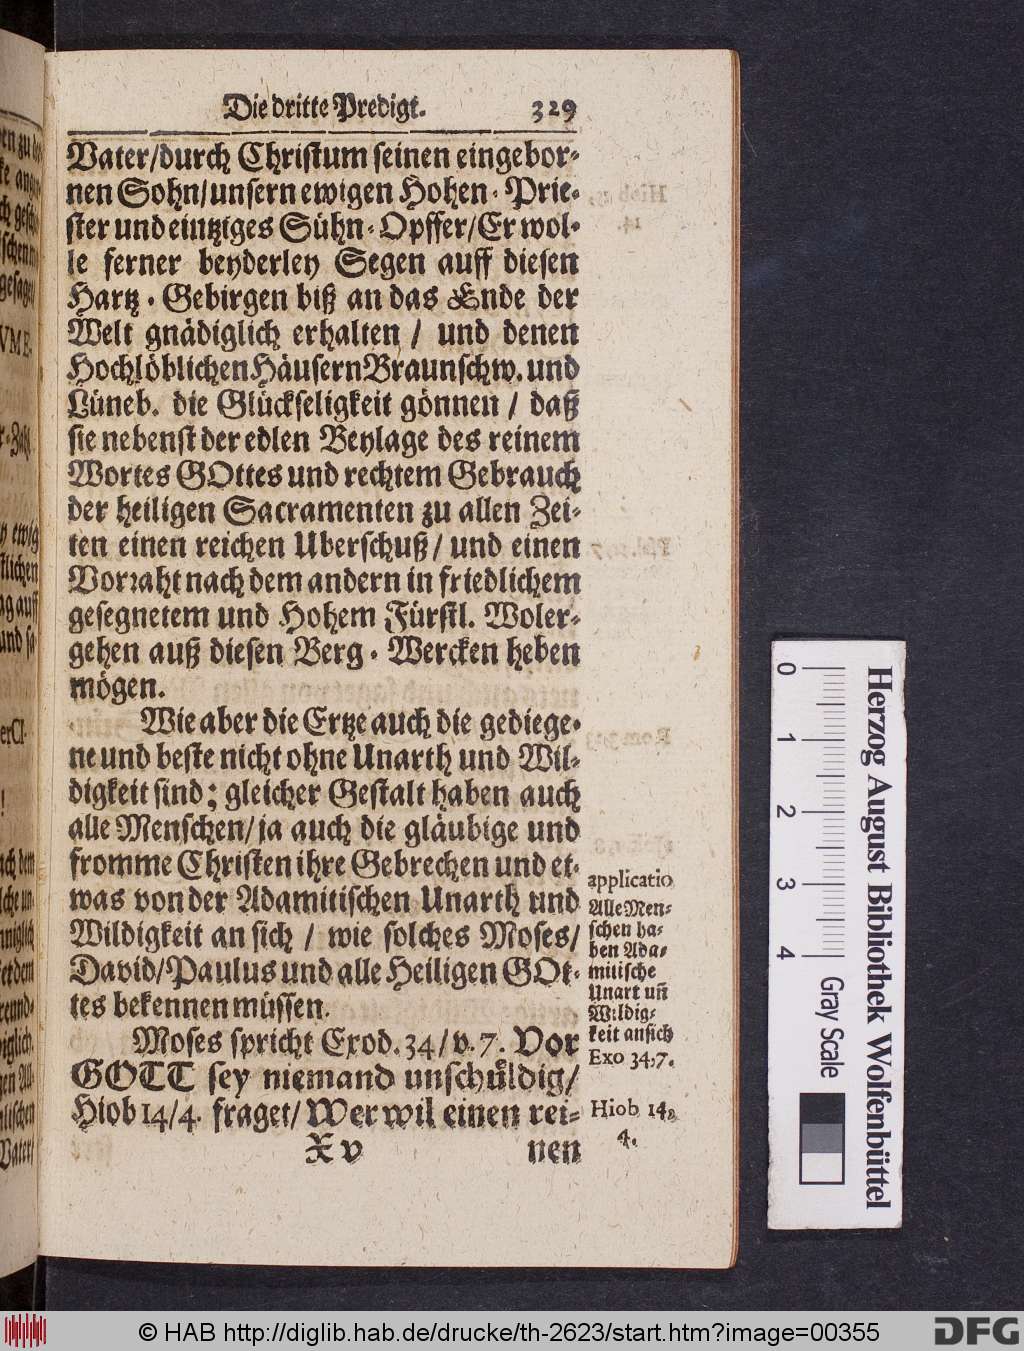 Die dritte Predigt. 329
Vater/durch Christum seinen eingebor-
nen Sohn/unsern ewigen Hohen-Prie-
ster und eintziges Sühn-Opffer/Er wol-
le ferner beyderley Segen auff diesen
Hartz-Gebirgen biß an das Ende der
Welt gnädiglich erhalten/ und denen
Hochlöblichen Häusern Braunschw. und
Lüneb. die Glückseligkeit gönnen/ daß
sie nebenst der edlen Beylage des reinem
Wortes GOttes und rechtem Gebrauch
der heiligen Sacramenten zu allen Zei-
ten einen reichen Uberschuß/ und einen
Vorraht nach dem andern in friedlichem
gesegnetem und Hohem Fürstl. Woler-
gehen auß diesen Berg-Wercken heben
mögen.
Wie aber die Ertze auch die gediege-
ne und beste nicht ohne Unarth und Wil-
digkeit sind; gleicher Gestalt haben auch
alle Menschen/ja auch die gläubige und
fromme Christen ihre Gebrechen und et-
was von der Adamitischen Unarth und
Wildigkeit an sich/ wie solches Moses/
David/Paulus und alle Heiligen GOt-
tes bekennen müssen.
Moses spricht Exod. 34/v. 7. Vor
GOTT sey niemand unschüldig/
Hiob 14/4. fraget/ Wer wil einen rei-
X v nen
applicatio
Alle Men-
schen ha-
ben Ada-
mitische
Unart uñ
Wildig-
keit an sich
Exo 34,7.
Hiob 14,
4.
0 1 2 3 4 Gray Scale
Herzog August Bibliothek Wolfenbüttel
© HAB http://diglib.hab.de/drucke/th-2623/start.htm?image=00355
DFG